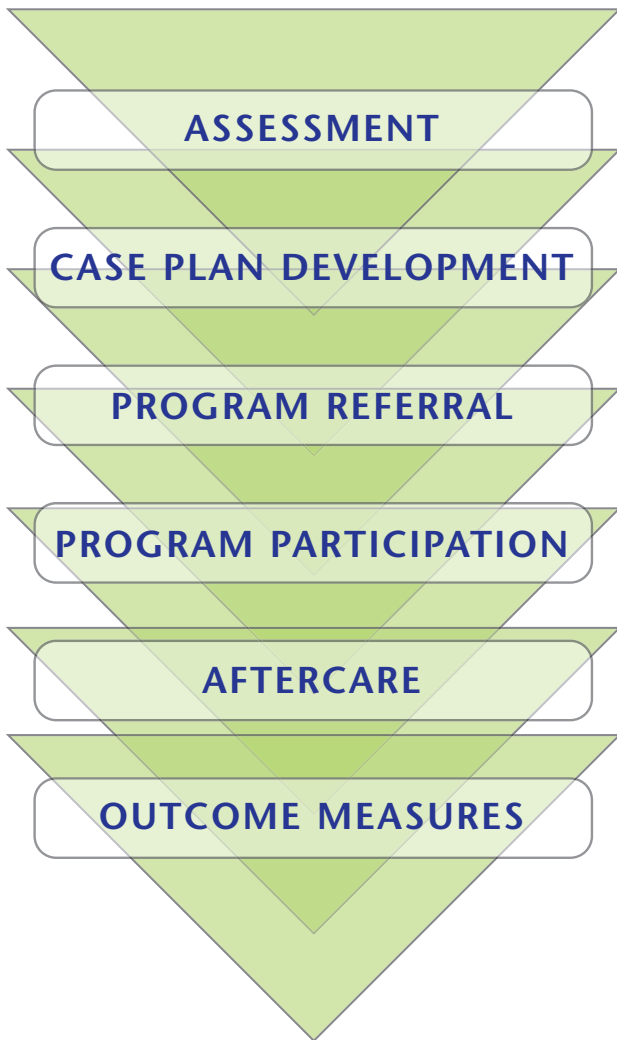 ASSESSMENT
CASE PLAN DEVELOPMENT
PROGRAM REFERRAL
PROGRAM PARTICIPATION
AFTERCARE
OUTCOME MEASURES